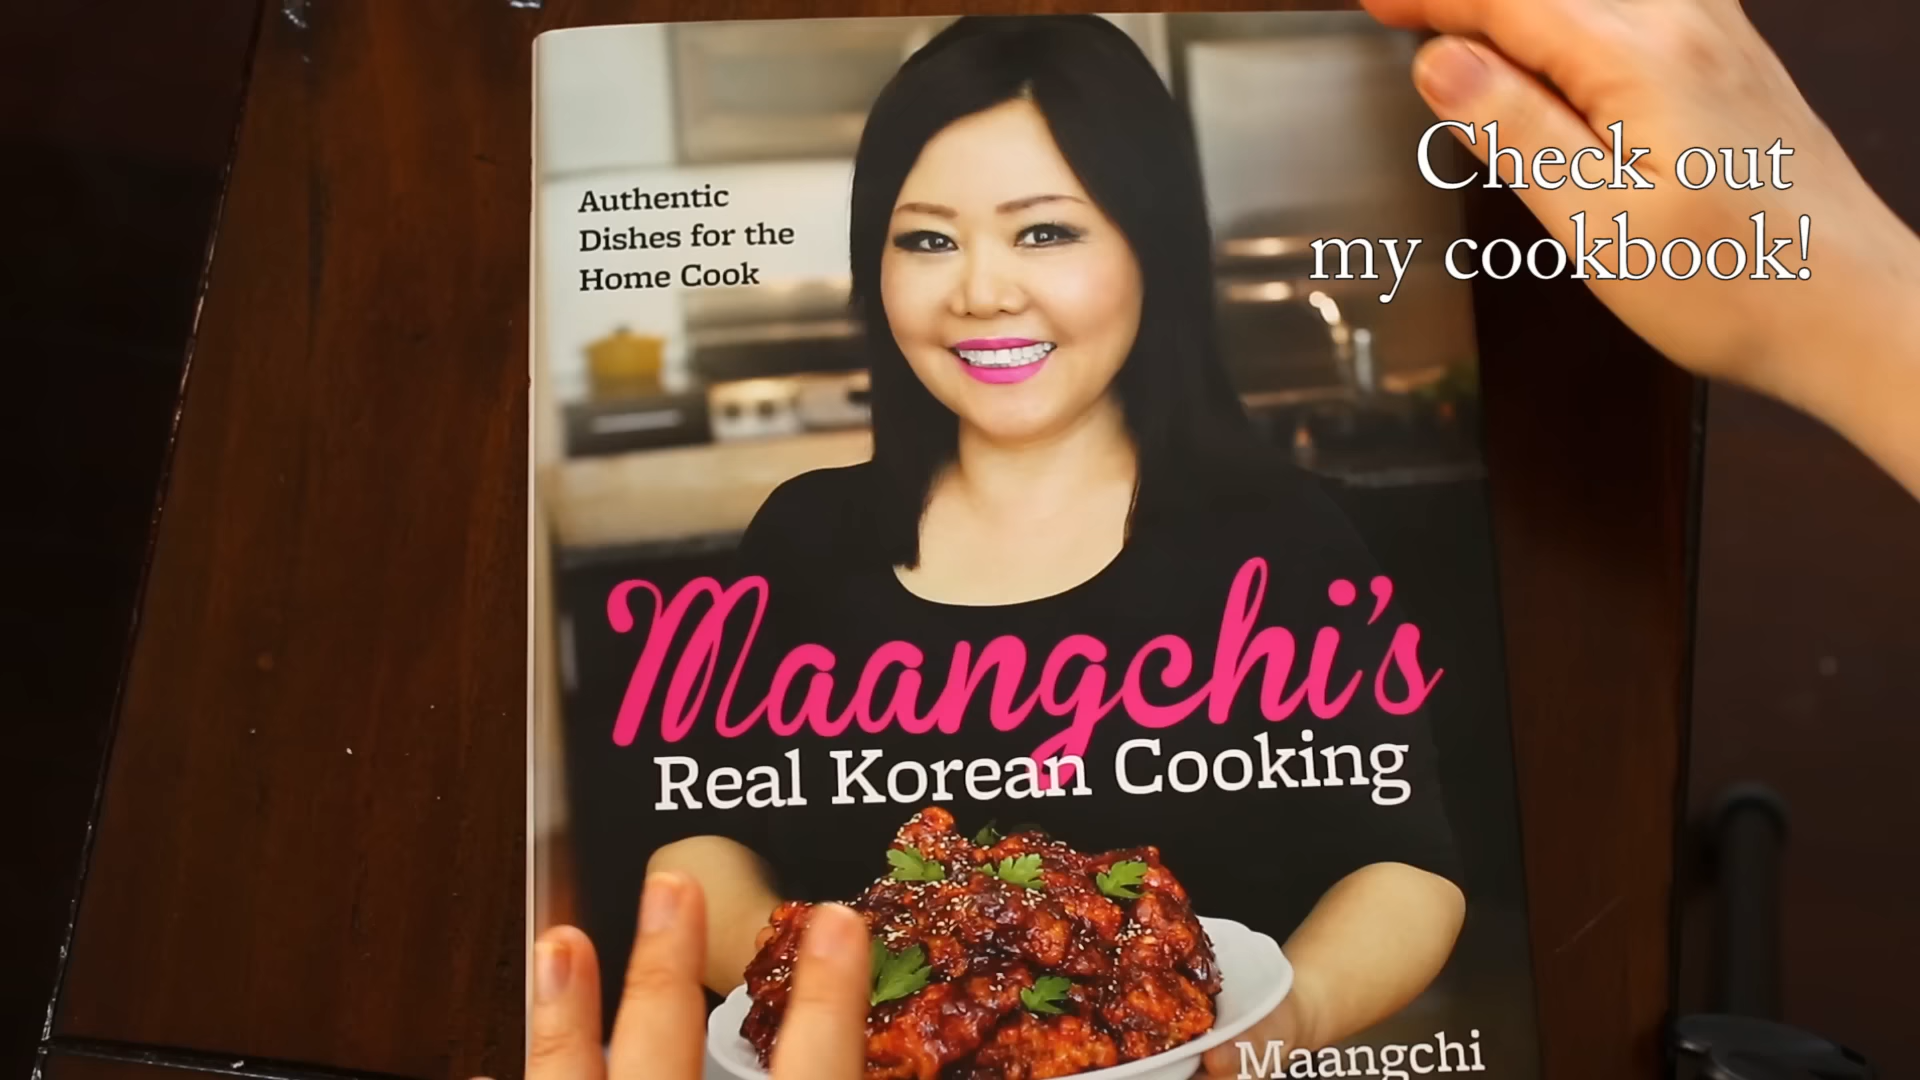 Authentic
Dishes for the
Home Cook
Check out
my cookbook!
Maangchi's
Real Korean Cooking
Maangchi